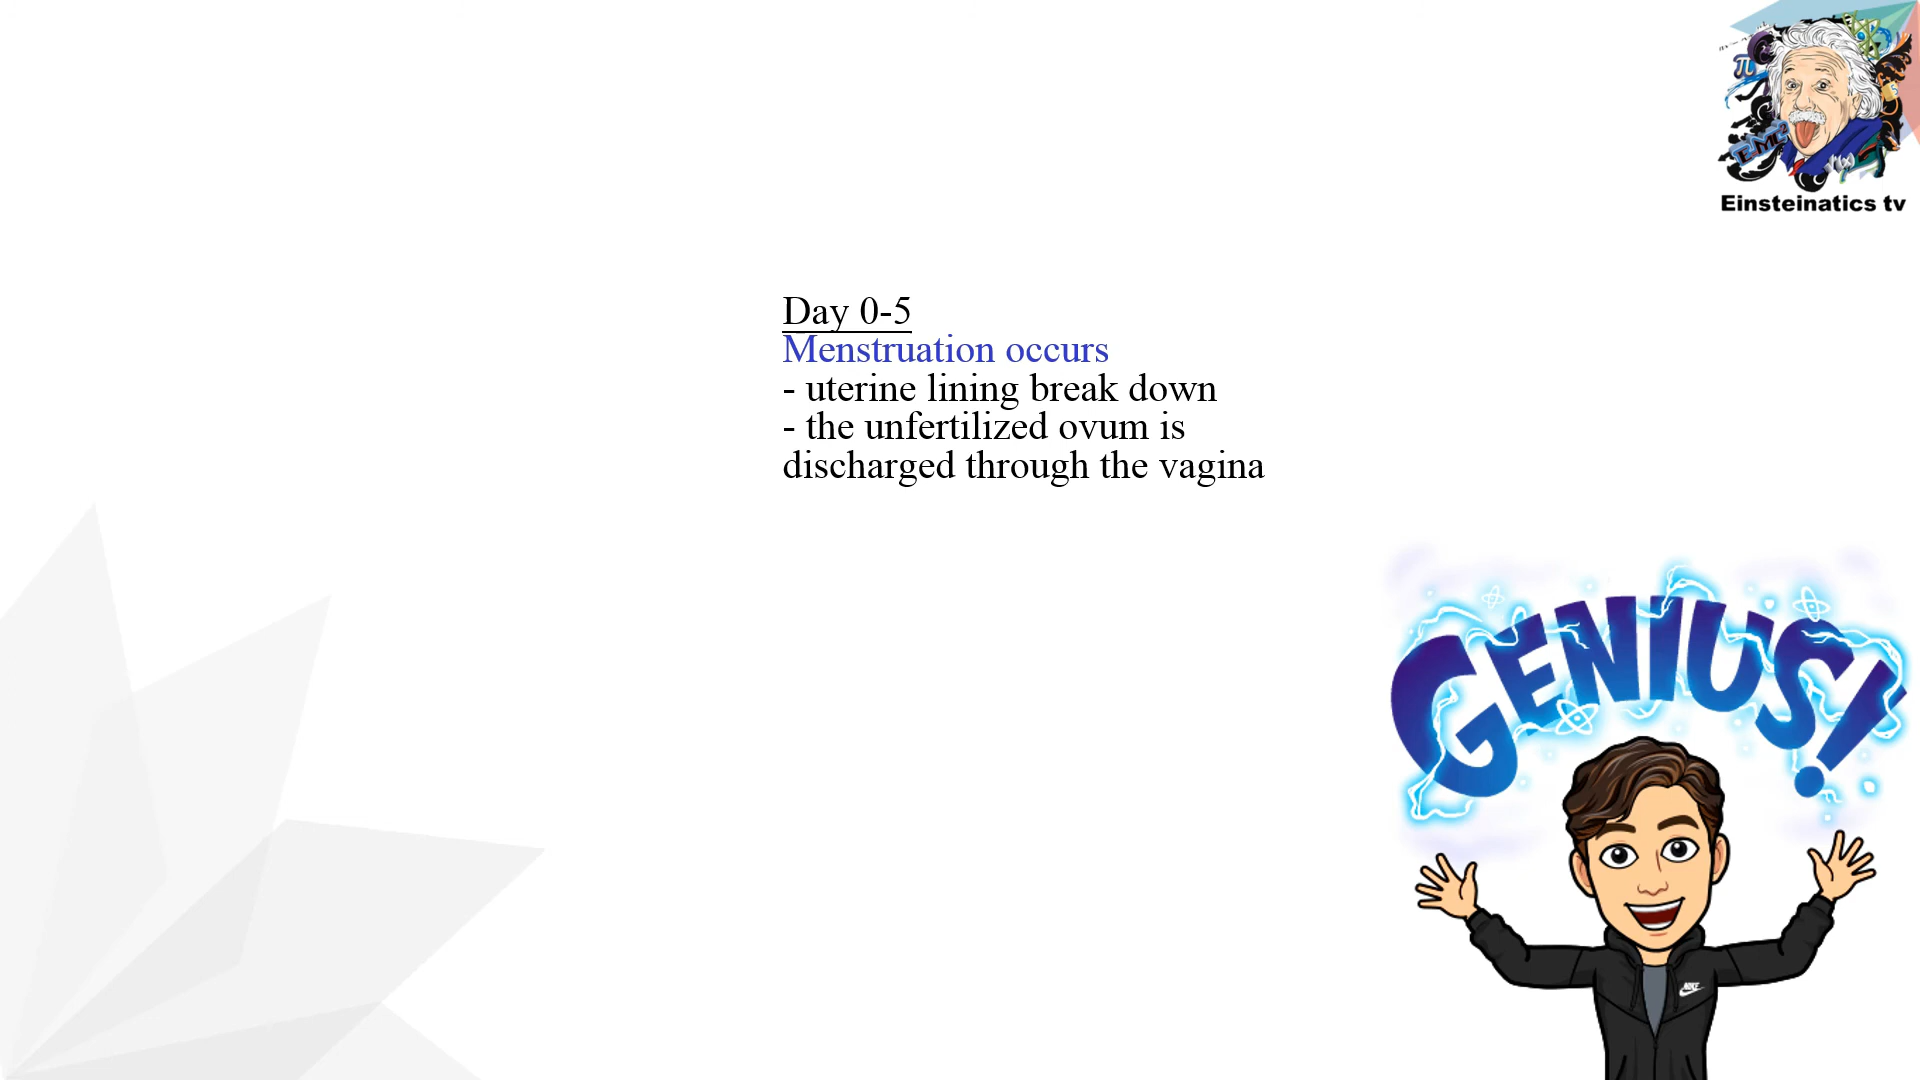 Einsteinatics tv
Day 0-5
Menstruation occurs
- uterine lining break down
- the unfertilized ovum is
discharged through the vagina
GENIUS!
NIKE